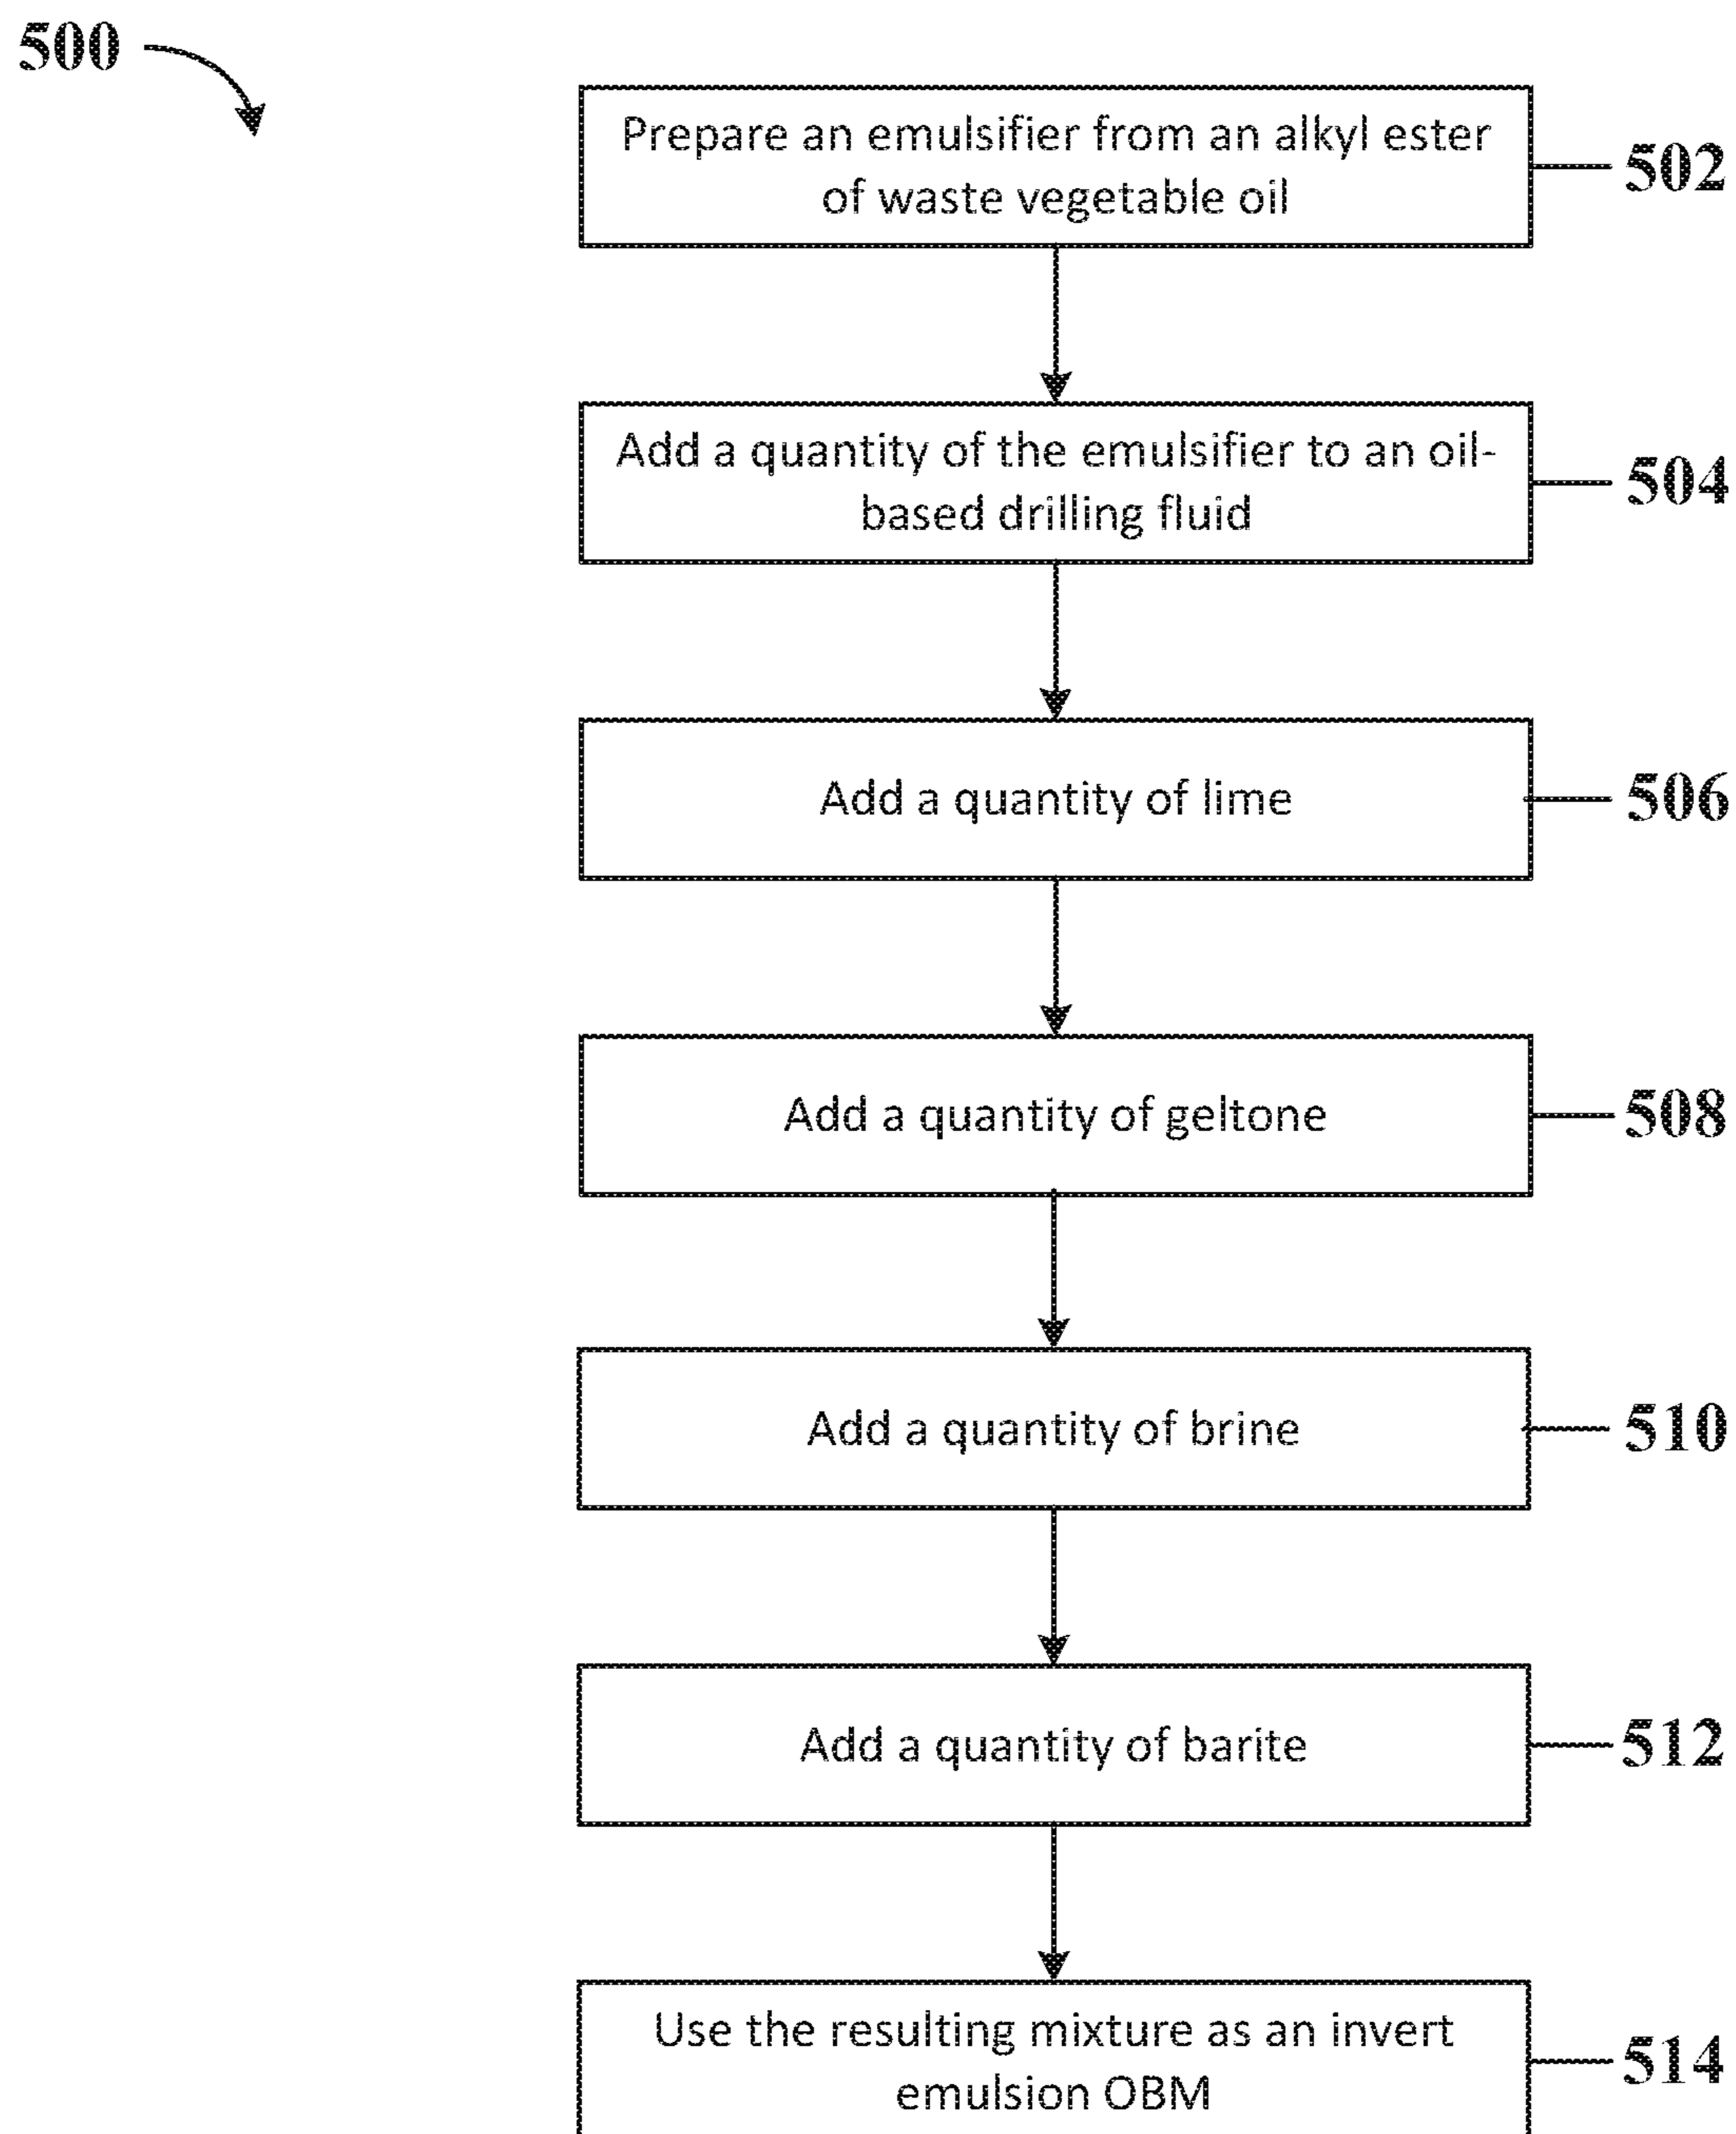 500
Prepare an emulsifier from an alkyl ester
of waste vegetable oil
502
Add a quantity of the emulsifier to an oil-
based drilling fluid
504
Add a quantity of lime
506
Add a quantity of geltone
508
Add a quantity of brine
510
Add a quantity of barite
512
Use the resulting mixture as an invert
emulsion OBM
514